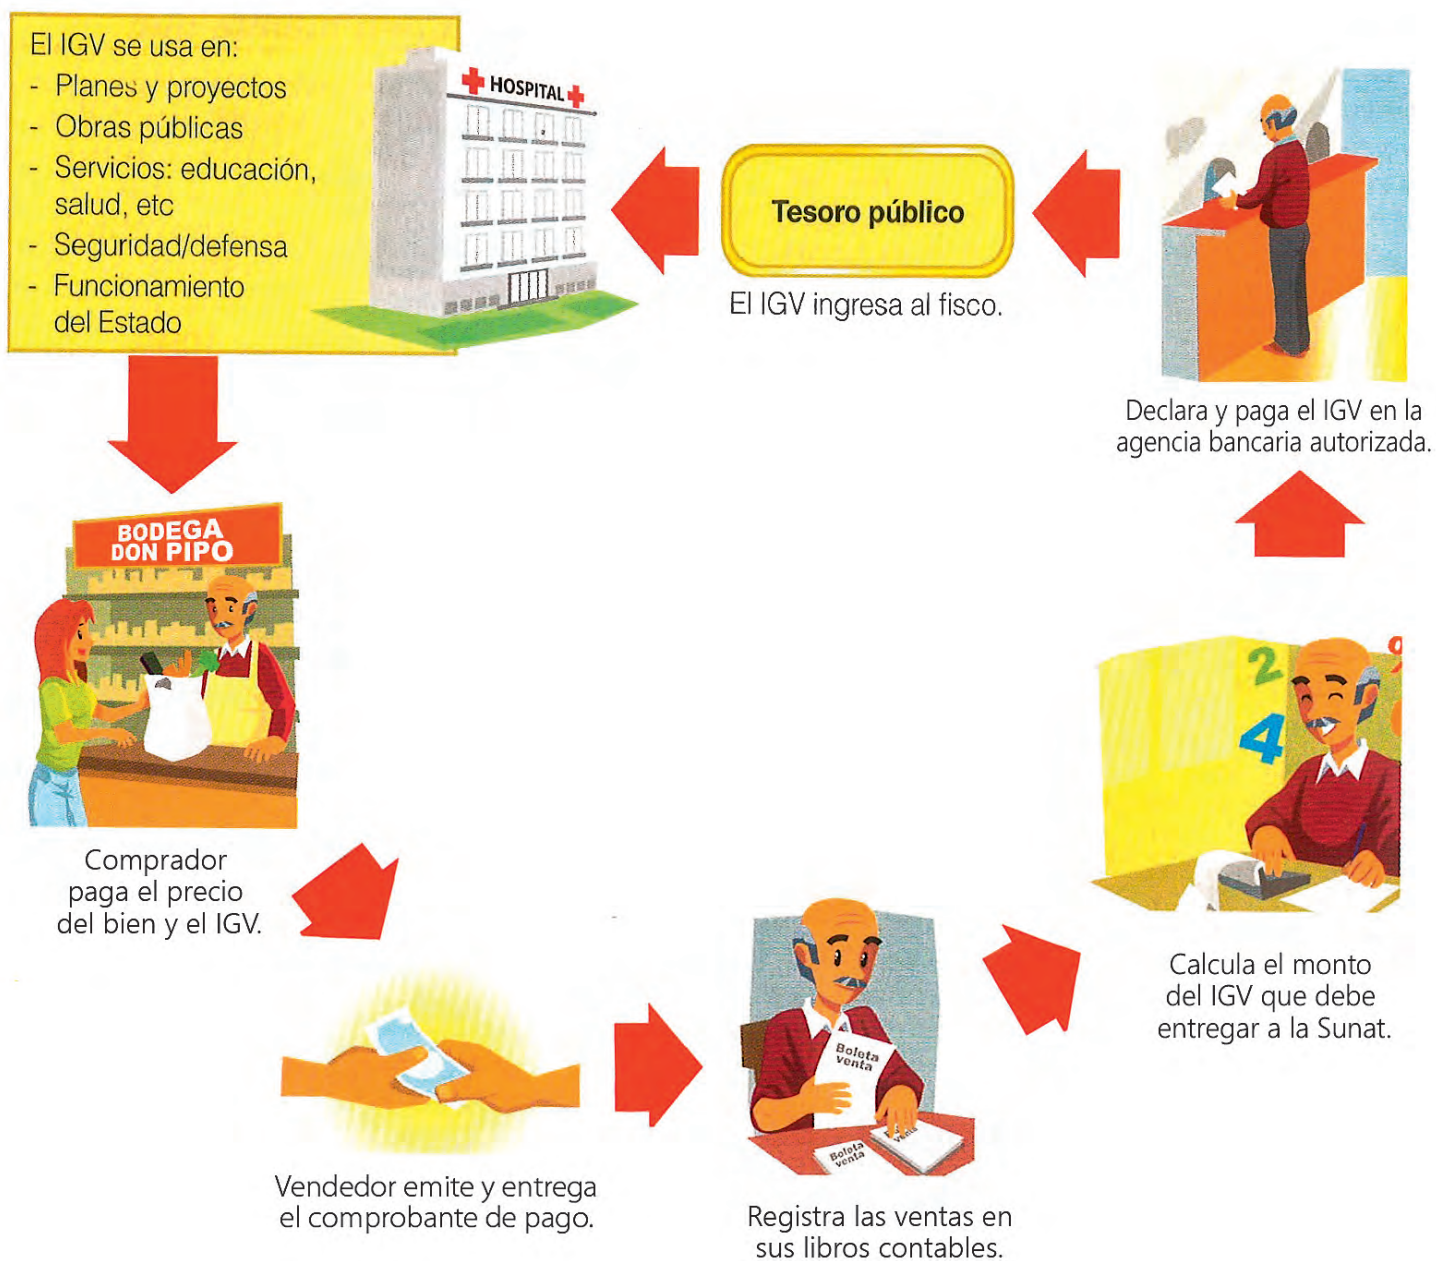 El IGV se usa en:
- Planes y proyectos
- Obras públicas
- Servicios: educación,
salud, etc
- Seguridad/defensa
- Funcionamiento
del Estado
HOSPITAL
Tesoro público
El IGV ingresa al fisco.
Declara y paga el IGV en la
agencia bancaria autorizada.
BODEGA
DON PIPO
Comprador
paga el precio
del bien y el IGV.
Vendedor emite y entrega
el comprobante de pago.
Boleta
venta
Boleta
venta
venta
Registra las ventas en
sus libros contables.
2
4
9
Calcula el monto
del IGV que debe
entregar a la Sunat.